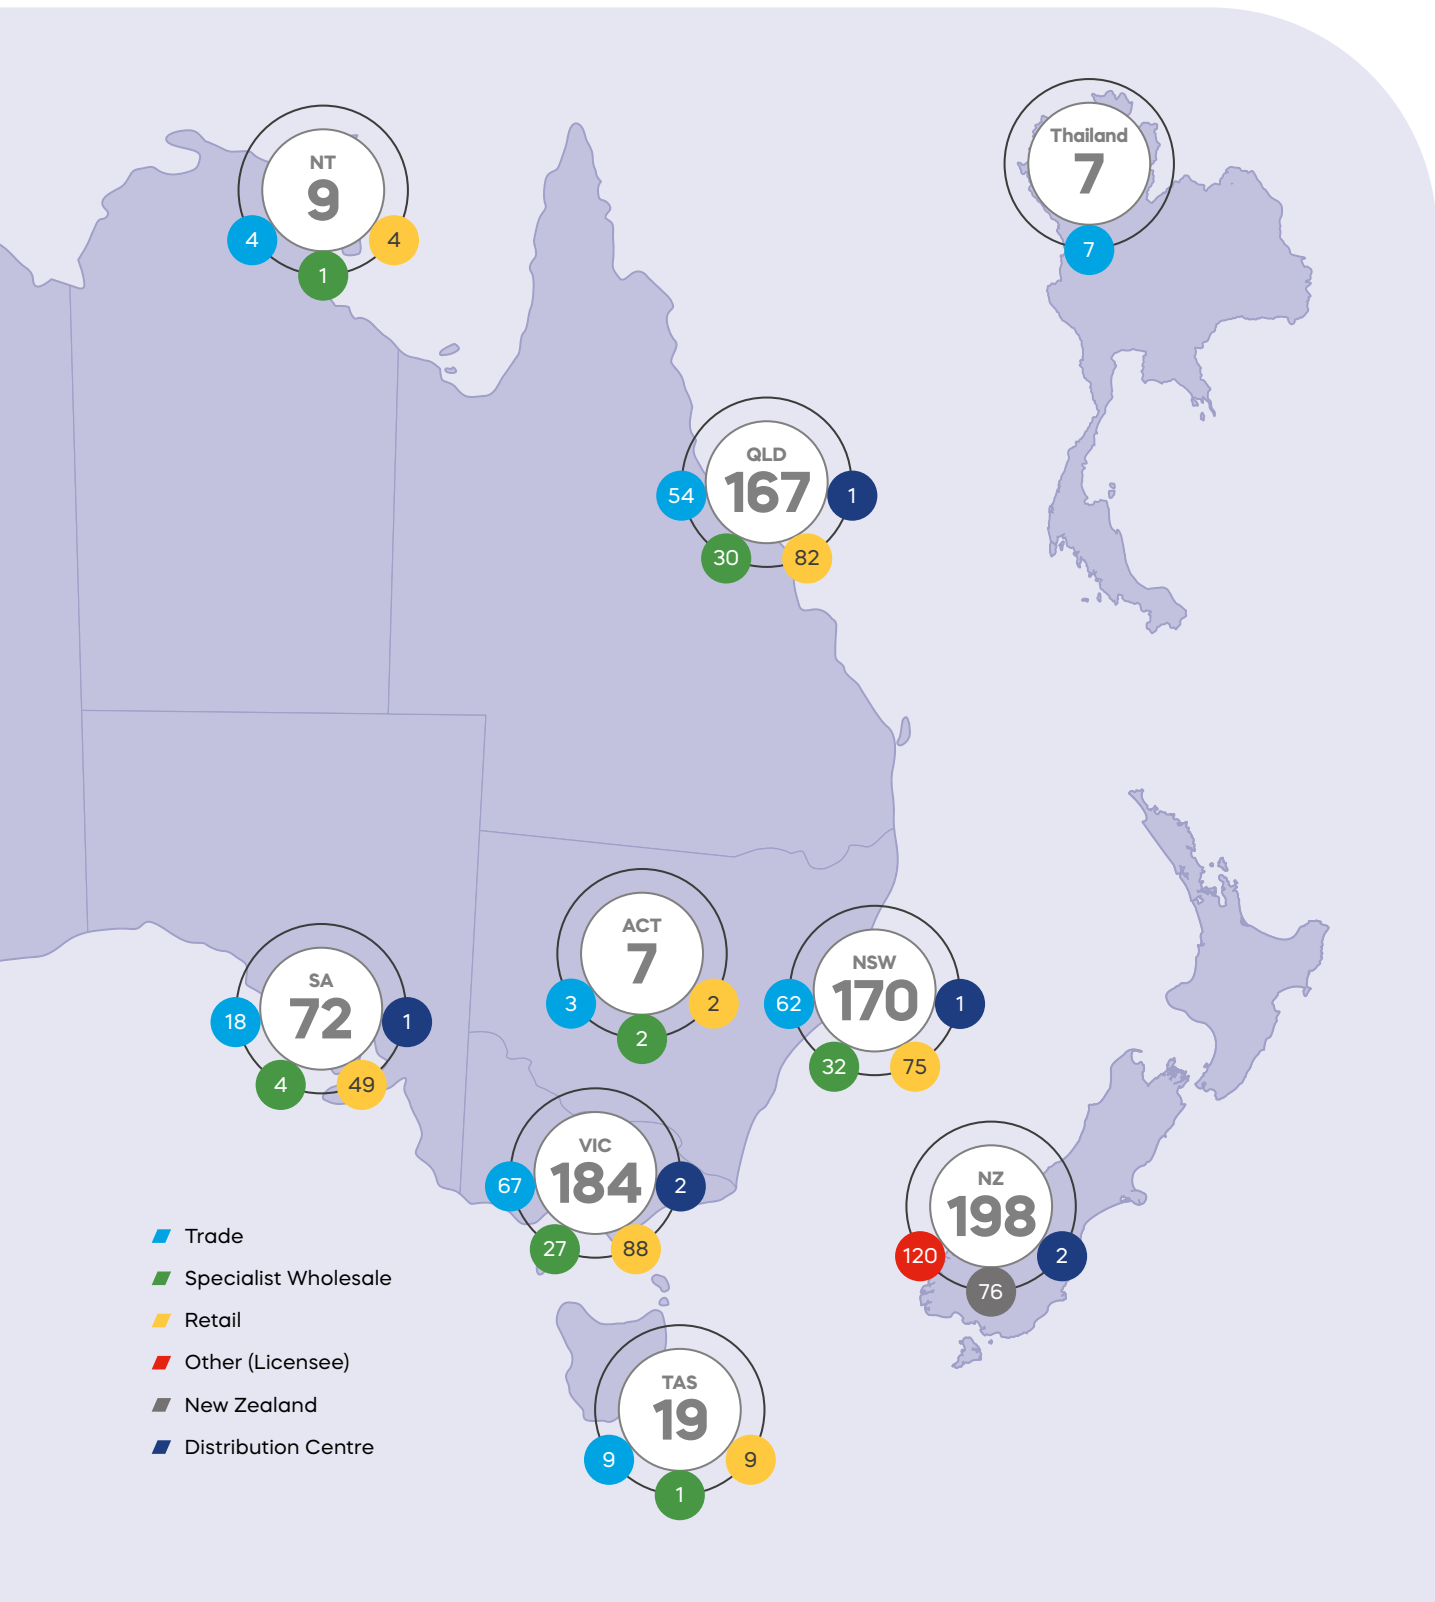 Thailand
7
7
NT
9
4
4
1
QLD
167
54
1
30
82
ACT
7
3
2
2
NSW
170
62
1
32
75
SA
72
18
1
4
49
VIC
184
67
2
27
88
NZ
198
120
2
76
TAS
19
9
9
1
Trade
Specialist Wholesale
Retail
Other (Licensee)
New Zealand
Distribution Centre